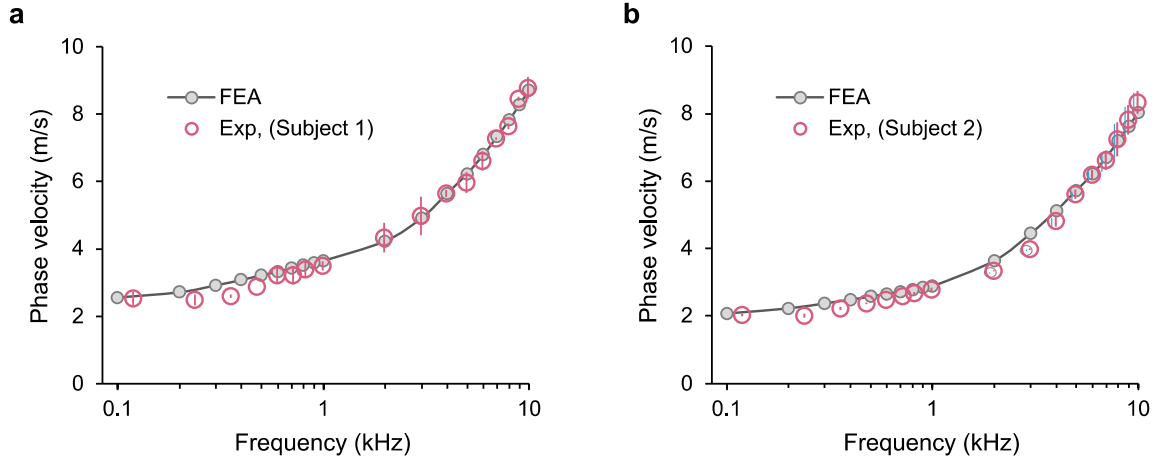 a
10
8
6
4
2
0
Phase velocity (m/s)
FEA
Exp, (Subject 1)
0.1
1
10
Frequency (kHz)
b
10
8
6
4
2
0
Phase velocity (m/s)
FEA
Exp, (Subject 2)
0.1
1
10
Frequency (kHz)